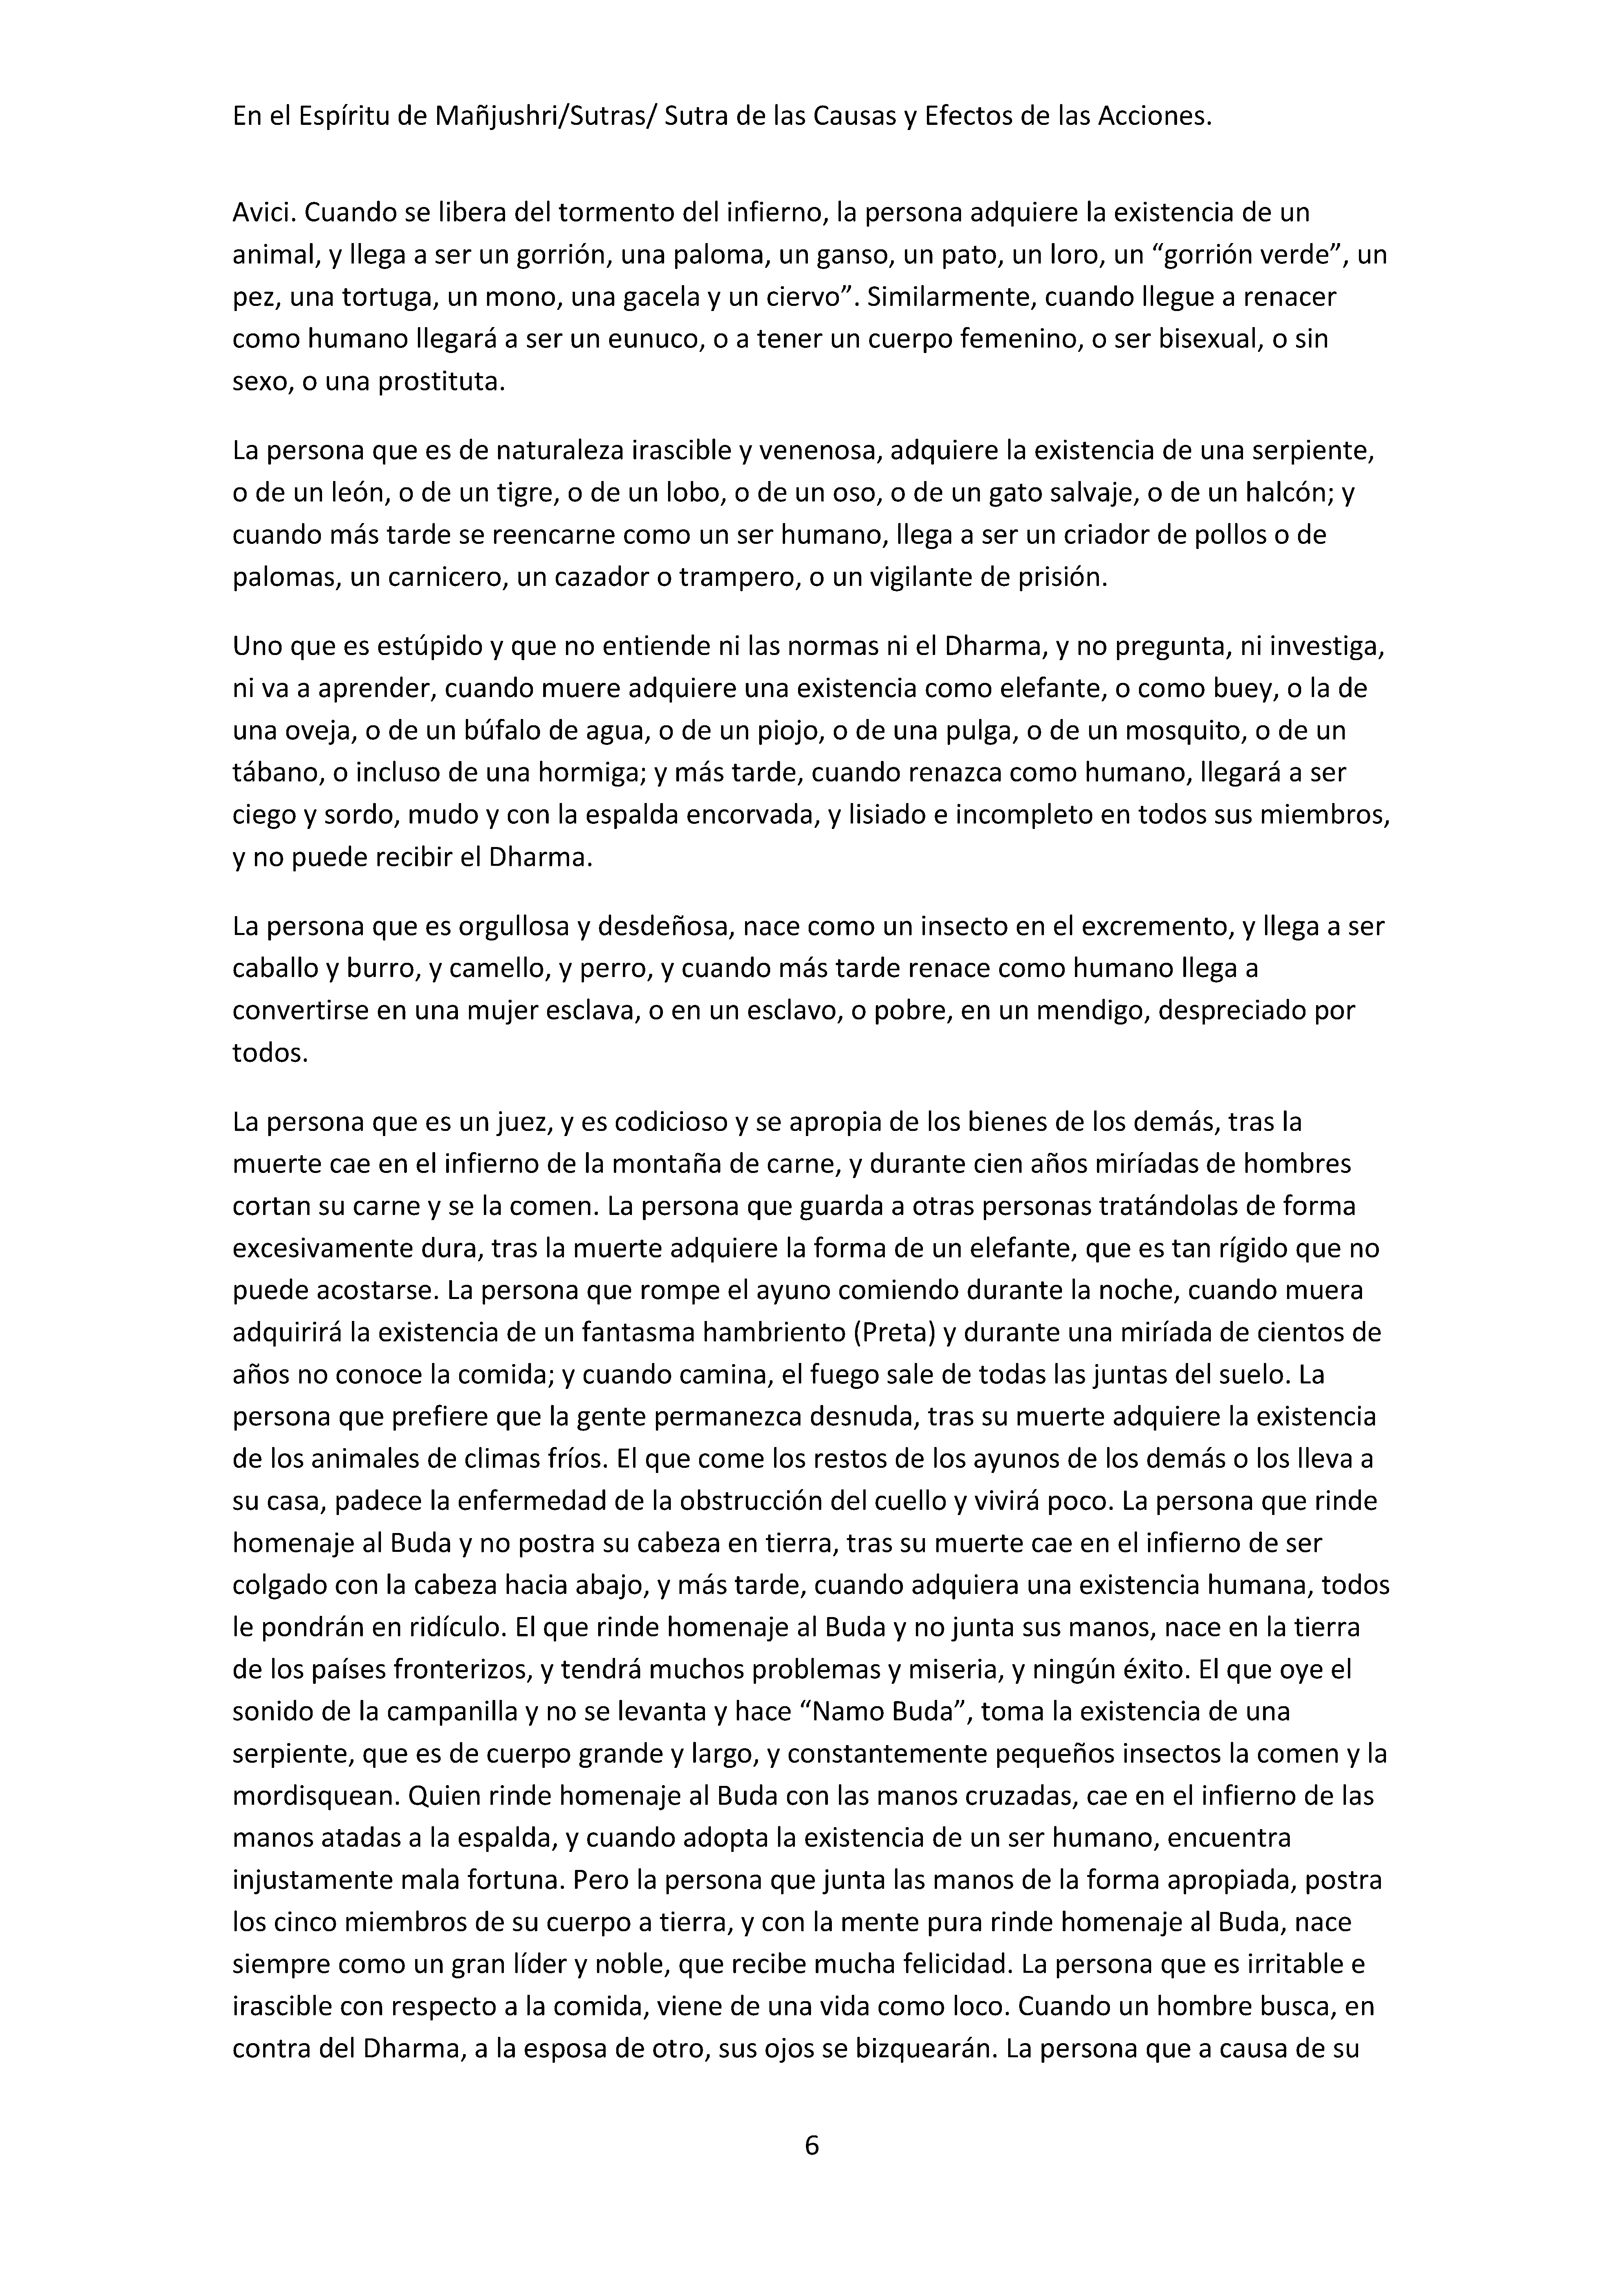 En el Espíritu de Mañjushri/Sutras/ Sutra de las Causas y Efectos de las Acciones.
Avici. Cuando se libera del tormento del infierno, la persona adquiere la existencia de un
animal, y llega a ser un gorrión, una paloma, un ganso, un pato, un loro, un “gorrión verde”, un
pez, una tortuga, un mono, una gacela y un ciervo”. Similarmente, cuando llegue a renacer
como humano llegará a ser un eunuco, o a tener un cuerpo femenino, o ser bisexual, o sin
sexo, o una prostituta.
La persona que es de naturaleza irascible y venenosa, adquiere la existencia de una serpiente,
o de un león, o de un tigre, o de un lobo, o de un oso, o de un gato salvaje, o de un halcón; y
cuando más tarde se reencarne como un ser humano, llega a ser un criador de pollos o de
palomas, un carnicero, un cazador o trampero, o un vigilante de prisión.
Uno que es estúpido y que no entiende ni las normas ni el Dharma, y no pregunta, ni investiga,
ni va a aprender, cuando muere adquiere una existencia como elefante, o como buey, o la de
una oveja, o de un búfalo de agua, o de un piojo, o de una pulga, o de un mosquito, o de un
tábano, o incluso de una hormiga; y más tarde, cuando renazca como humano, llegará a ser
ciego y sordo, mudo y con la espalda encorvada, y lisiado e incompleto en todos sus miembros,
y no puede recibir el Dharma.
La persona que es orgullosa y desdeñosa, nace como un insecto en el excremento, y llega a ser
caballo y burro, y camello, y perro, y cuando más tarde renace como humano llega a
convertirse en una mujer esclava, o en un esclavo, o pobre, en un mendigo, despreciado por
todos.
La persona que es un juez, y es codicioso y se apropia de los bienes de los demás, tras la
muerte cae en el infierno de la montaña de carne, y durante cien años miríadas de hombres
cortan su carne y se la comen. La persona que guarda a otras personas tratándolas de forma
excesivamente dura, tras la muerte adquiere la forma de un elefante, que es tan rígido que no
puede acostarse. La persona que rompe el ayuno comiendo durante la noche, cuando muera
adquirirá la existencia de un fantasma hambriento (Preta) y durante una miríada de cientos de
años no conoce la comida; y cuando camina, el fuego sale de todas las juntas del suelo. La
persona que prefiere que la gente permanezca desnuda, tras su muerte adquiere la existencia
de los animales de climas fríos. El que come los restos de los ayunos de los demás o los lleva a
su casa, padece la enfermedad de la obstrucción del cuello y vivirá poco. La persona que rinde
homenaje al Buda y no postra su cabeza en tierra, tras su muerte cae en el infierno de ser
colgado con la cabeza hacia abajo, y más tarde, cuando adquiera una existencia humana, todos
le pondrán en ridículo. El que rinde homenaje al Buda y no junta sus manos, nace en la tierra
de los países fronterizos, y tendrá muchos problemas y miseria, y ningún éxito. El que oye el
sonido de la campanilla y no se levanta y hace “Namo Buda”, toma la existencia de una
serpiente, que es de cuerpo grande y largo, y constantemente pequeños insectos la comen y la
mordisquean. Quien rinde homenaje al Buda con las manos cruzadas, cae en el infierno de las
manos atadas a la espalda, y cuando adopta la existencia de un ser humano, encuentra
injustamente mala fortuna. Pero la persona que junta las manos de la forma apropiada, postra
los cinco miembros de su cuerpo a tierra, y con la mente pura rinde homenaje al Buda, nace
siempre como un gran líder y noble, que recibe mucha felicidad. La persona que es irritable e
irascible con respecto a la comida, viene de una vida como loco. Cuando un hombre busca, en
contra del Dharma, a la esposa de otro, sus ojos se bizquearán. La persona que a causa de su
6